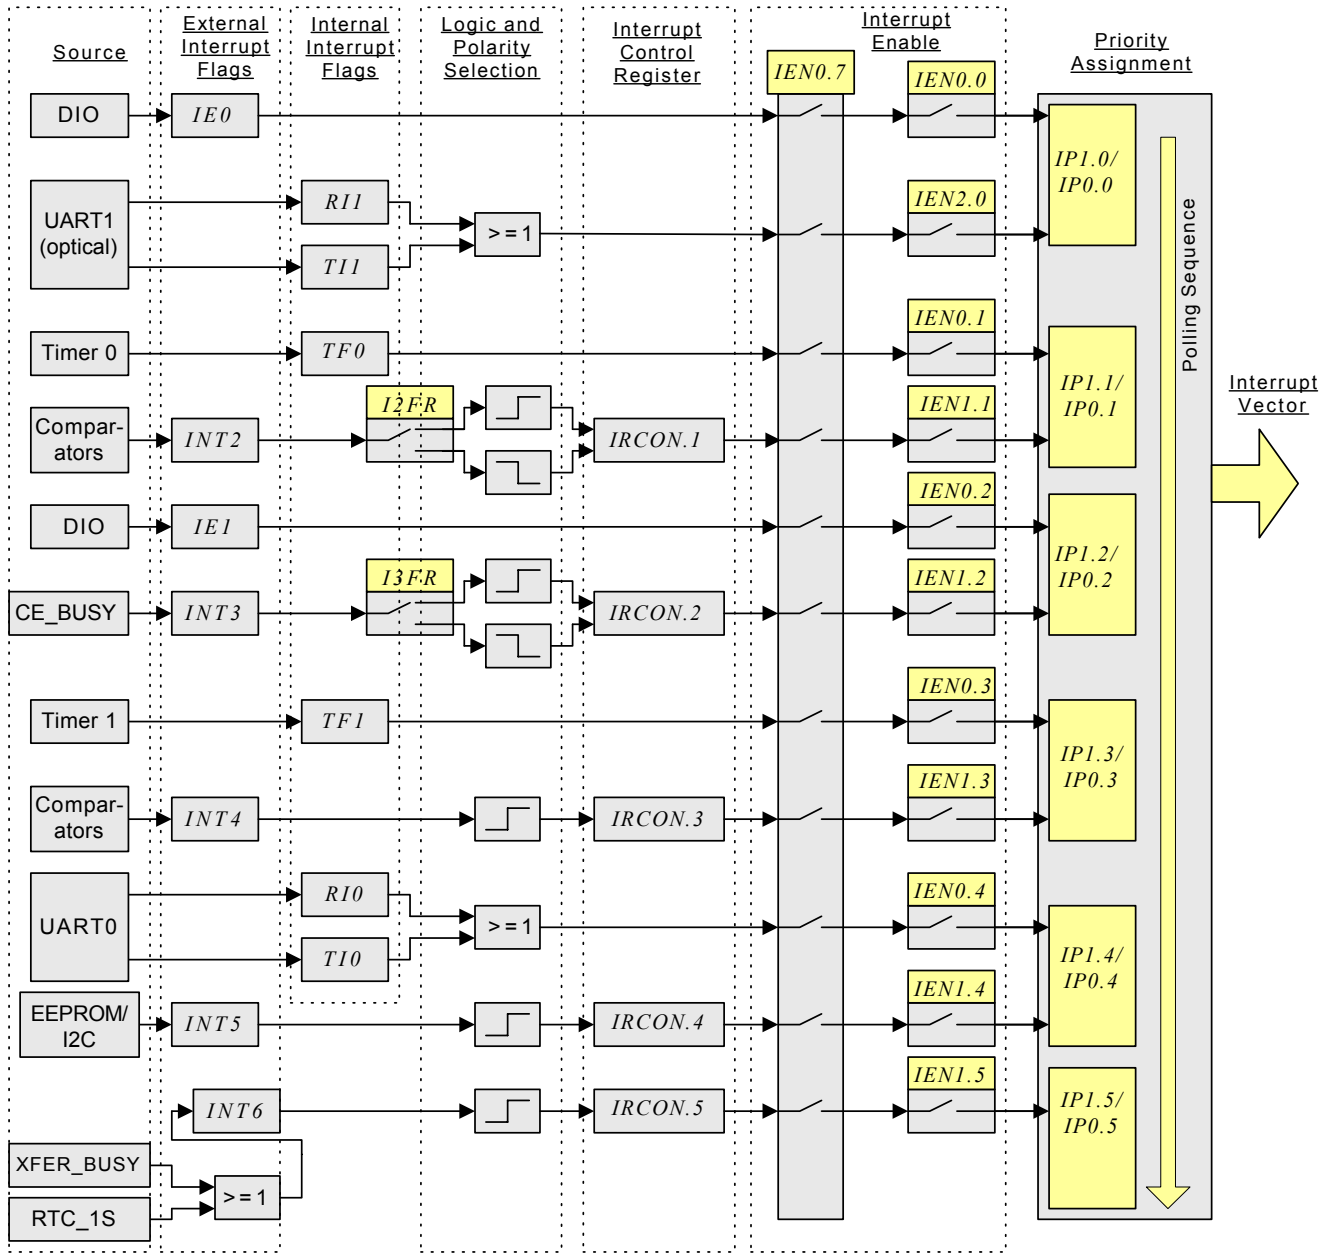 Source
External
Interrupt
Flags
Internal
Interrupt
Flags
Logic and
Polarity
Selection
Interrupt
Control
Register
Interrupt
Enable
Priority
Assignment
IEN0.7
IEN0.0
DIO
IE0
IP1.0/
IP0.0
UART1
(optical)
RI1
TI1
>=1
IEN2.0
Polling Sequence
Timer 0
TF0
IEN0.1
IP1.1/
IP0.1
Interrupt
Vector
Compar-
ators
INT2
I2FR
IRCON.1
IEN1.1
DIO
IE1
IEN0.2
IP1.2/
IP0.2
CE_BUSY
INT3
I3FR
IRCON.2
IEN1.2
Timer 1
TF1
IEN0.3
IP1.3/
IP0.3
Compar-
ators
INT4
IRCON.3
IEN1.3
UART0
RI0
TI0
>=1
IEN0.4
IP1.4/
IP0.4
EEPROM/
I2C
INT5
IRCON.4
IEN1.4
INT6
IRCON.5
IEN1.5
IP1.5/
IP0.5
XFER_BUSY
RTC_1S
>=1